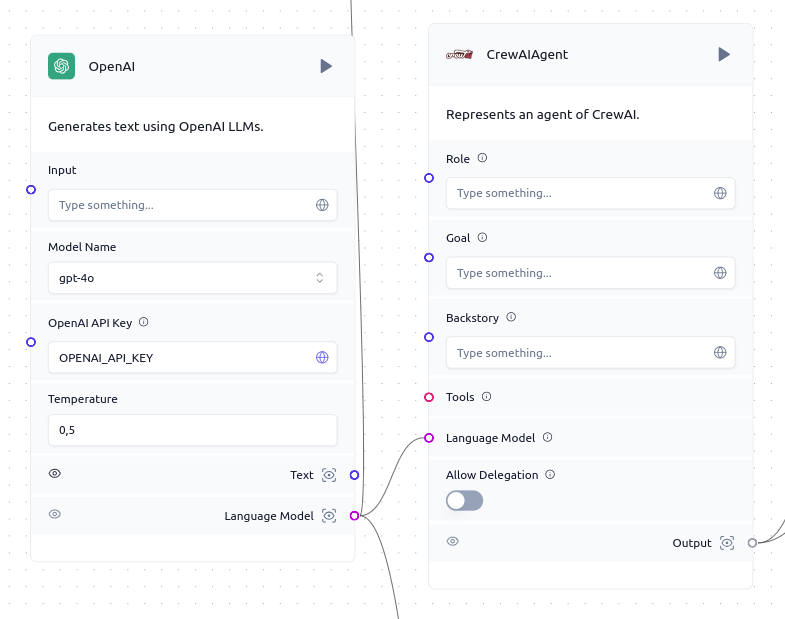 OpenAI
Generates text using OpenAI LLMs.
Input
Type something...
Model Name
gpt-4o
OpenAI API Key
OPENAI_API_KEY
Temperature
0,5
Text
Language Model
crewai
CrewAIAgent
Represents an agent of CrewAI.
Role
Type something...
Goal
Type something...
Backstory
Type something...
Tools
Language Model
Allow Delegation
Output